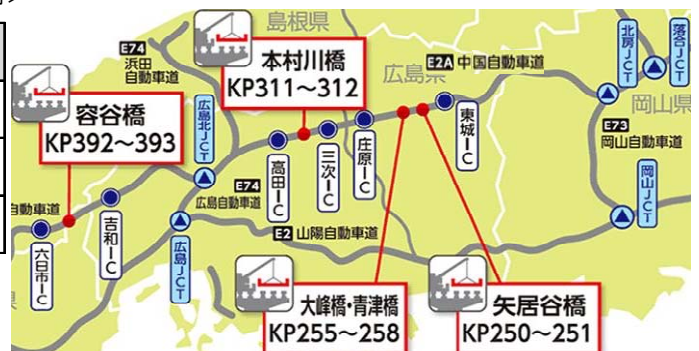 島根県
E74
浜田
自動車道
本村川橋
KP311～312
広島県
E2A 中国自動車道
北房JCT
落合JCT
容谷橋
KP392～393
広島北JCT
岡山県
E73
岡山自動車道
東城IC
庄原IC
三次IC
高田IC
E74
広島自動車道
岡山JCT
自動車道
吉和IC
六日市IC
広島JCT
E2 山陽自動車道
大峰橋・青津橋
KP255～258
矢居谷橋
KP250～251
県